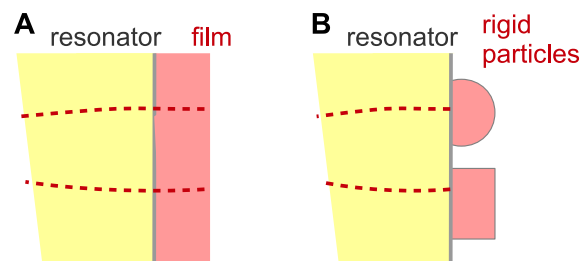 A
resonator film
B
resonator rigid
particles